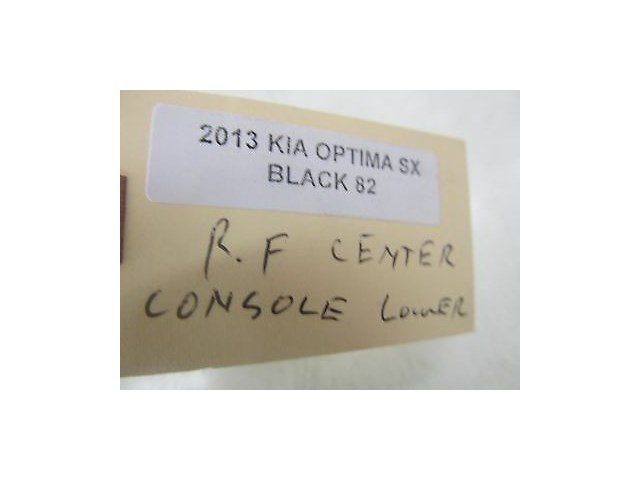 2013 KIA OPTIMA SX
BLACK 82
R.F CENTER
CONSOLE LOWER